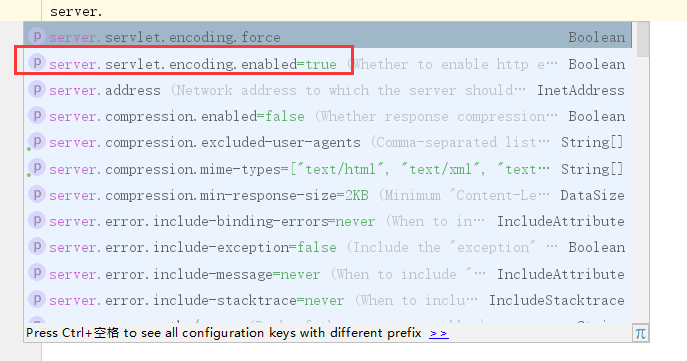 server.
p server.servlet.encoding.force Boolean
p server.servlet.encoding.enabled=true (Whether to enable http e… Boolean
p server.address (Network address to which the server should… InetAddress
p server.compression.enabled=false (Whether response compression… Boolean
p server.compression.excluded-user-agents (Comma-separated list… String[]
p server.compression.mime-types=["text/html", "text/xml", "text… String[]
p server.compression.min-response-size=2KB (Minimum "Content-Le… DataSize
p server.error.include-binding-errors=never (When to in… IncludeAttribute
p server.error.include-exception=false (Include the "exception" … Boolean
p server.error.include-message=never (When to include "… IncludeAttribute
p server.error.include-stacktrace=never (When to inclu… IncludeStacktrace
Press Ctrl+空格 to see all configuration keys with different prefix >> π